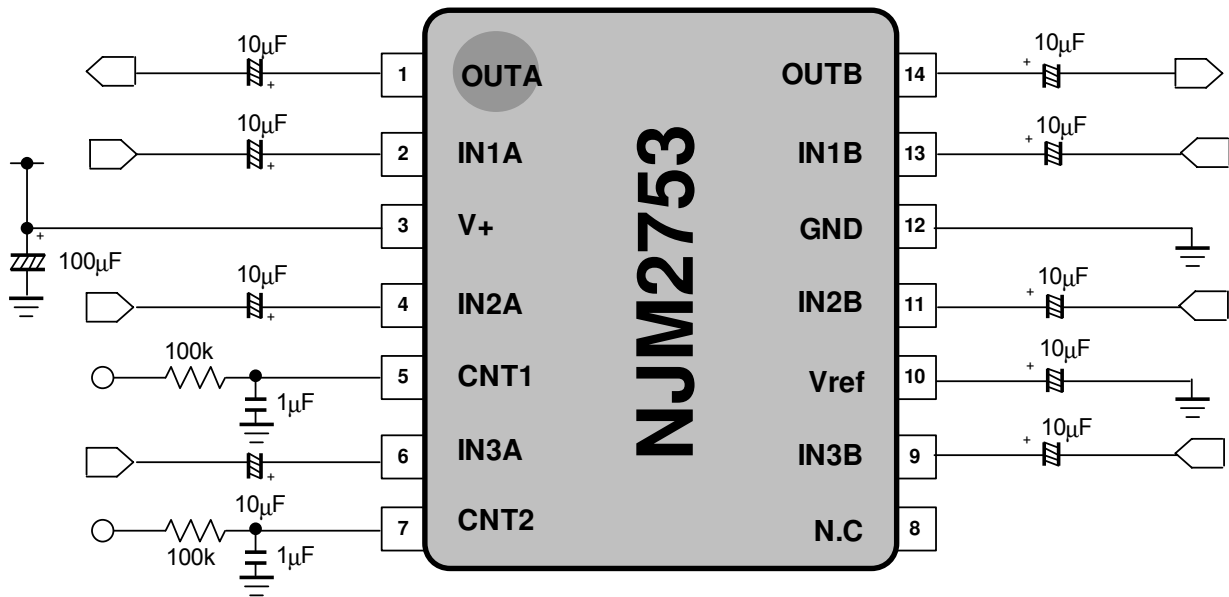 10μF
1
OUTA
OUTB
14
+
10μF
+
10μF
2
IN1A
IN1B
13
+
10μF
+
3
V+
GND
12
+
100μF
10μF
4
IN2A
IN2B
11
+
10μF
+
100k
5
CNT1
Vref
10
+
10μF
1μF
6
IN3A
IN3B
9
+
10μF
+
10μF
7
CNT2
N.C
8
100k
1μF
NJM2753